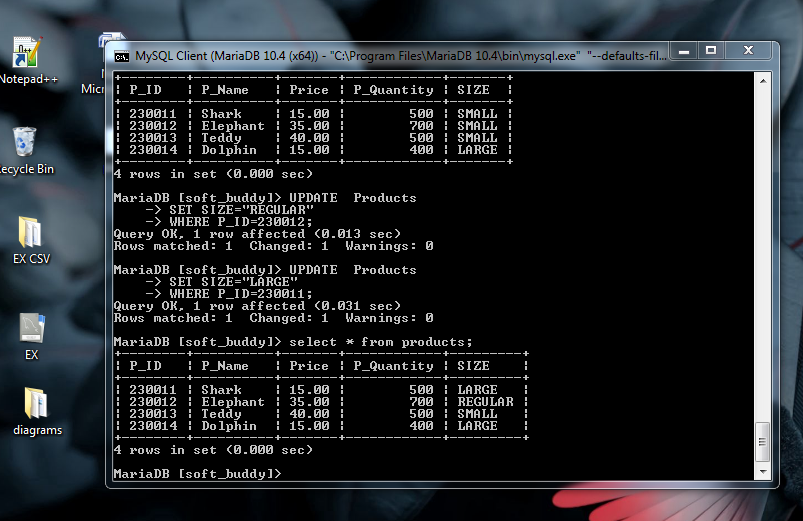 MySQL Client (MariaDB 10.4 (x64)) - "C:\Program Files\MariaDB 10.4\bin\mysql.exe" "--defaults-fil...
Notepad++
Micr
ecycle Bin
EX CSV
EX
diagrams
+--------+----------+-------+------------+-------+
| P_ID | P_Name | Price | P_Quantity | SIZE |
+--------+----------+-------+------------+-------+
| 230011 | Shark | 15.00 | 500 | SMALL |
| 230012 | Elephant | 35.00 | 700 | SMALL |
| 230013 | Teddy | 40.00 | 500 | SMALL |
| 230014 | Dolphin | 15.00 | 400 | LARGE |
+--------+----------+-------+------------+-------+
4 rows in set (0.000 sec)
MariaDB [soft_buddy]> UPDATE  Products
    -> SET SIZE="REGULAR"
    -> WHERE P_ID=230012;
Query OK, 1 row affected (0.013 sec)
Rows matched: 1  Changed: 1  Warnings: 0
MariaDB [soft_buddy]> UPDATE  Products
    -> SET SIZE="LARGE"
    -> WHERE P_ID=230011;
Query OK, 1 row affected (0.031 sec)
Rows matched: 1  Changed: 1  Warnings: 0
MariaDB [soft_buddy]> select * from products;
+--------+----------+-------+------------+---------+
| P_ID | P_Name | Price | P_Quantity | SIZE |
+--------+----------+-------+------------+---------+
| 230011 | Shark | 15.00 | 500 | LARGE |
| 230012 | Elephant | 35.00 | 700 | REGULAR |
| 230013 | Teddy | 40.00 | 500 | SMALL |
| 230014 | Dolphin | 15.00 | 400 | LARGE |
+--------+----------+-------+------------+---------+
4 rows in set (0.000 sec)
MariaDB [soft_buddy]>